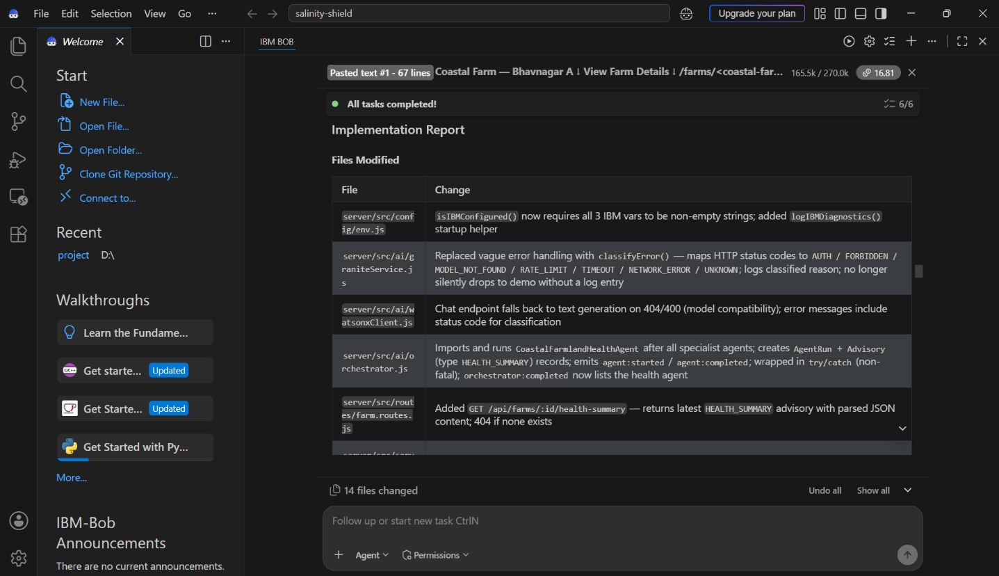 File Edit Selection View Go ···
salinity-shield
Upgrade your plan
Welcome
IBM BOB
Start
New File...
Open File...
Open Folder...
Clone Git Repository...
Connect to...
Recent
project D:\
Walkthroughs
Learn the Fundame...
Get starte... Updated
Get Starte... Updated
Get Started with Py...
More...
IBM-Bob
Announcements
There are no current announcements.
Pasted text #1 - 67 lines Coastal Farm — Bhavnagar A ↓ View Farm Details ↓ /farms/<coastal-far... 165.5k / 270.0k 16.81
All tasks completed! 6/6
Implementation Report
Files Modified
File Change
server/src/conf
ig/env.js
isIBMConfigured() now requires all 3 IBM vars to be non-empty strings; added logIBMDiagnostics()
startup helper
server/src/ai/g
raniteService.j
s
Replaced vague error handling with classifyError() — maps HTTP status codes to AUTH / FORBIDDEN /
MODEL_NOT_FOUND / RATE_LIMIT / TIMEOUT / NETWORK_ERROR / UNKNOWN; logs classified reason; no longer
silently drops to demo without a log entry
server/src/ai/w
atsonxClient.js
Chat endpoint falls back to text generation on 404/400 (model compatibility); error messages include
status code for classification
server/src/ai/o
rchestrator.js
Imports and runs CoastalFarmlandHealthAgent after all specialist agents; creates AgentRun + Advisory
(type HEALTH_SUMMARY) records; emits agent:started / agent:completed; wrapped in try/catch (non-
fatal); orchestrator:completed now lists the health agent
server/src/rout
es/farm.routes.
js
Added GET /api/farms/:id/health-summary — returns latest HEALTH_SUMMARY advisory with parsed JSON
content; 404 if none exists
14 files changed Undo all Show all
Follow up or start new task CtrlN
Agent Permissions